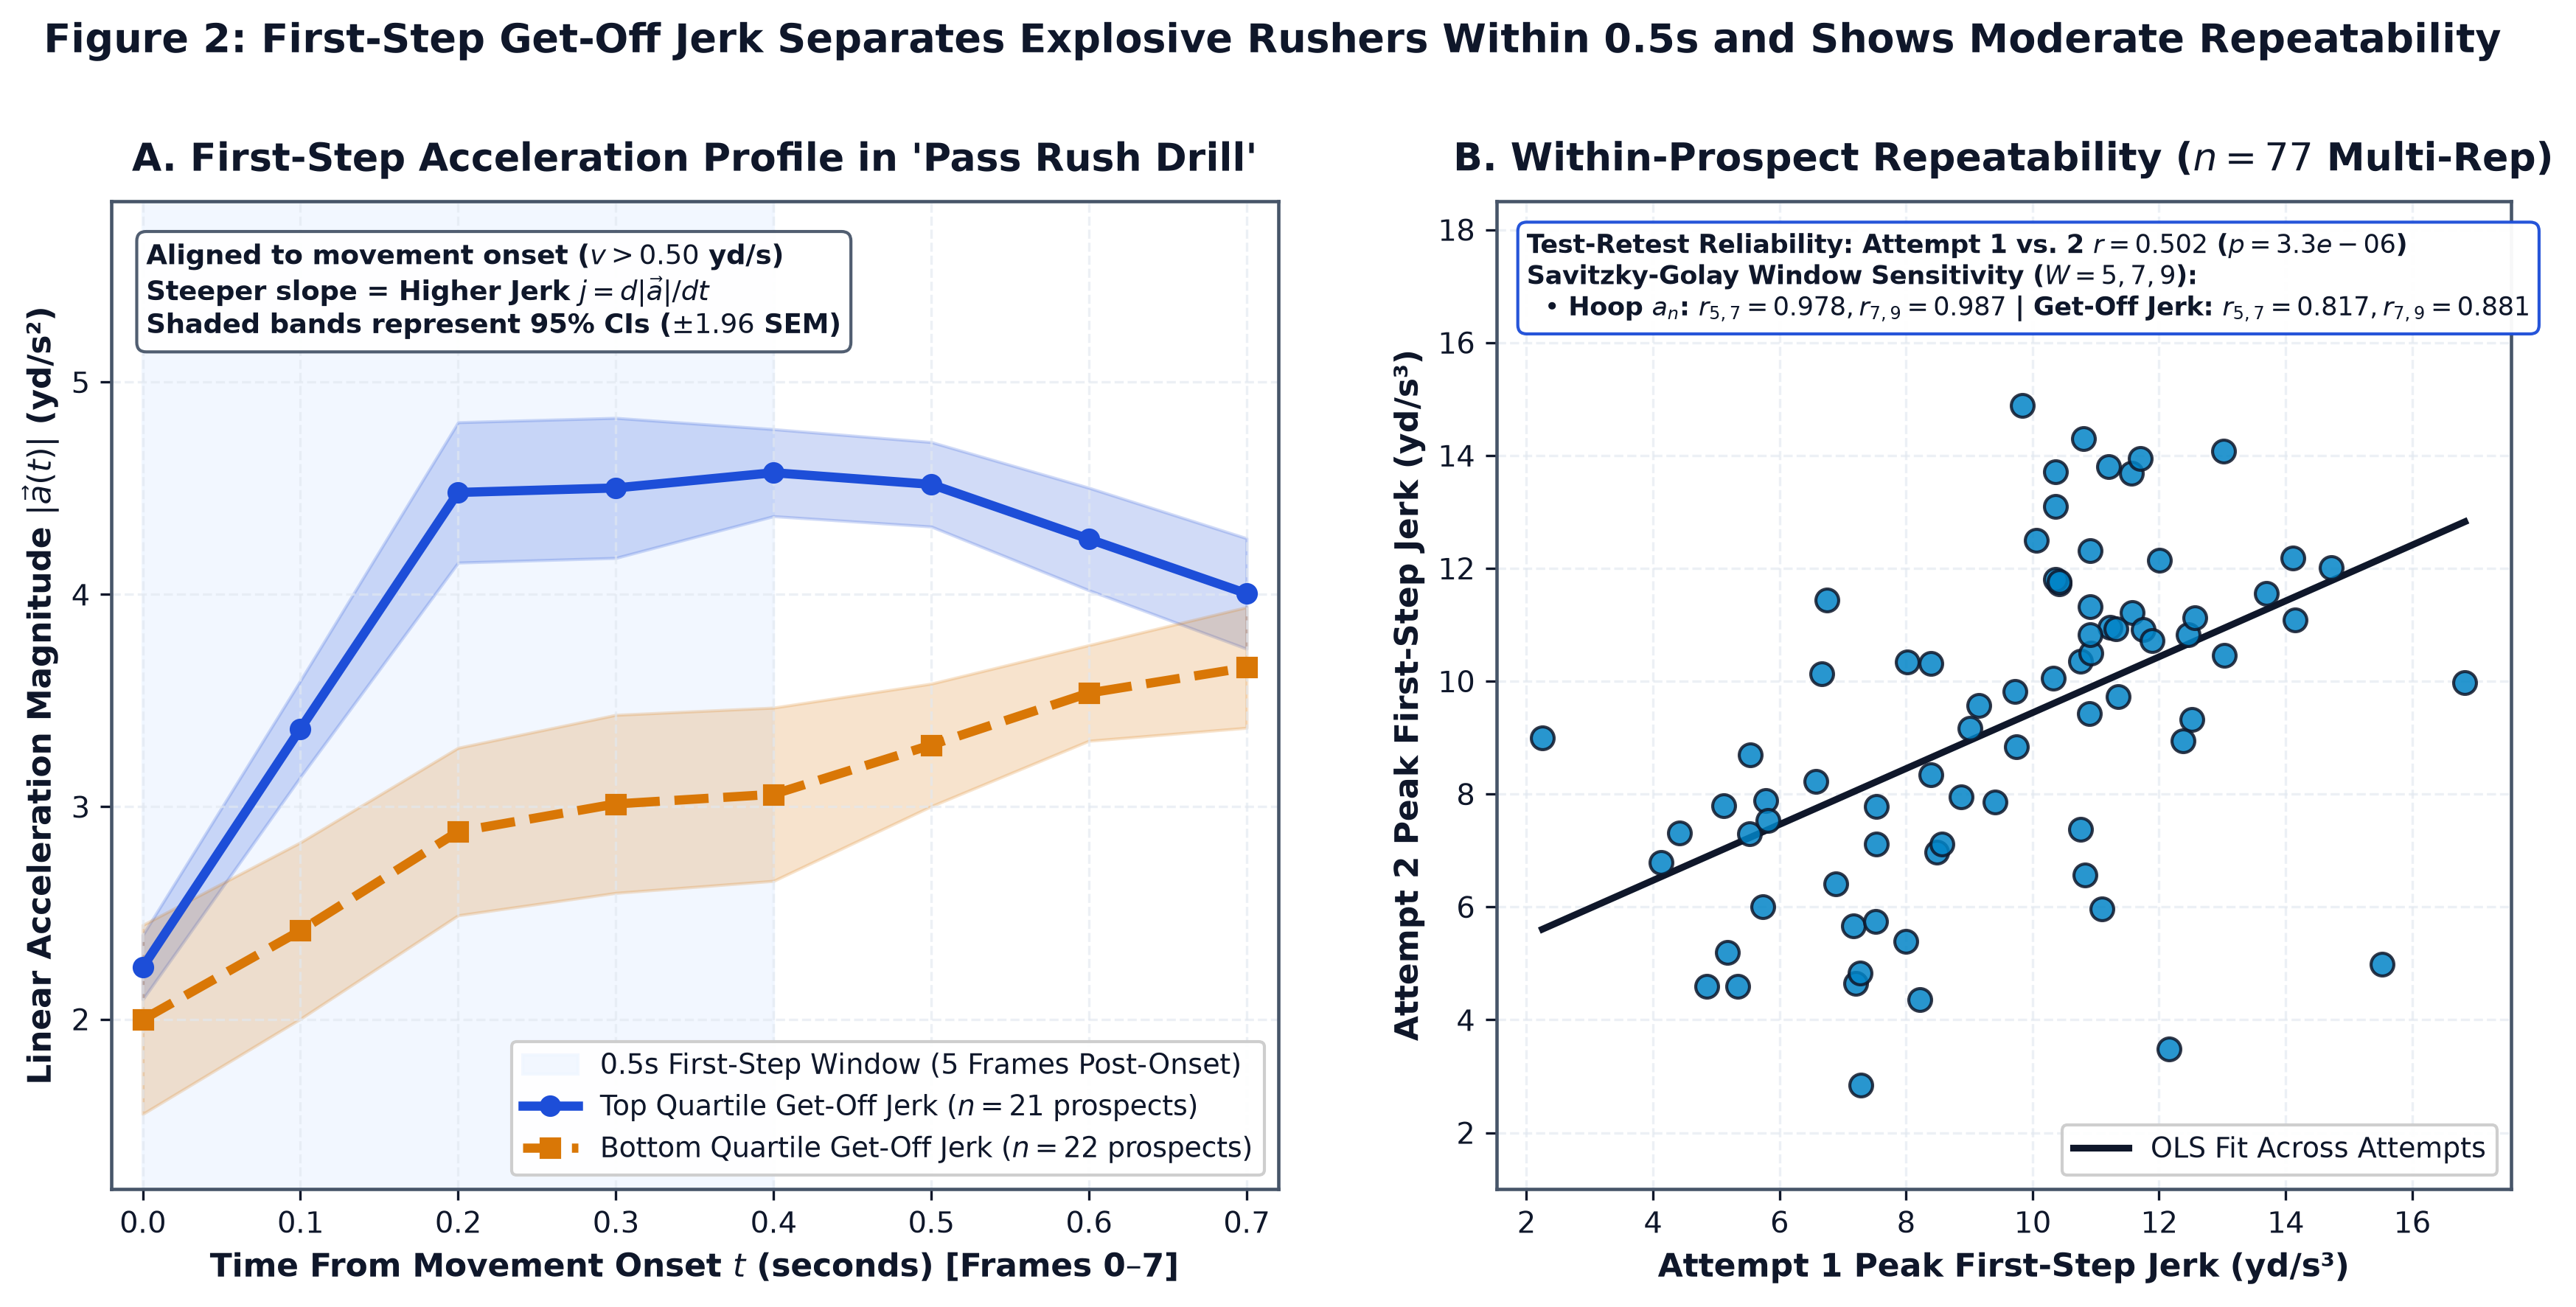 Figure 2: First-Step Get-Off Jerk Separates Explosive Rushers Within 0.5s and Shows Moderate Repeatability
A. First-Step Acceleration Profile in 'Pass Rush Drill'
Linear Acceleration Magnitude |a⃗(t)| (yd/s²)
5
4
3
2
Aligned to movement onset (v > 0.50 yd/s)
Steeper slope = Higher Jerk j = d|a⃗|/dt
Shaded bands represent 95% CIs (±1.96 SEM)
0.5s First-Step Window (5 Frames Post-Onset)
Top Quartile Get-Off Jerk (n = 21 prospects)
Bottom Quartile Get-Off Jerk (n = 22 prospects)
0.0 0.1 0.2 0.3 0.4 0.5 0.6 0.7
Time From Movement Onset t (seconds) [Frames 0–7]
B. Within-Prospect Repeatability (n = 77 Multi-Rep)
Attempt 2 Peak First-Step Jerk (yd/s³)
18
16
14
12
10
8
6
4
2
Test-Retest Reliability: Attempt 1 vs. 2 r = 0.502 (p = 3.3e − 06)
Savitzky-Golay Window Sensitivity (W = 5, 7, 9):
• Hoop aₙ: r₅,₇ = 0.978, r₇,₉ = 0.987 | Get-Off Jerk: r₅,₇ = 0.817, r₇,₉ = 0.881
OLS Fit Across Attempts
2 4 6 8 10 12 14 16
Attempt 1 Peak First-Step Jerk (yd/s³)